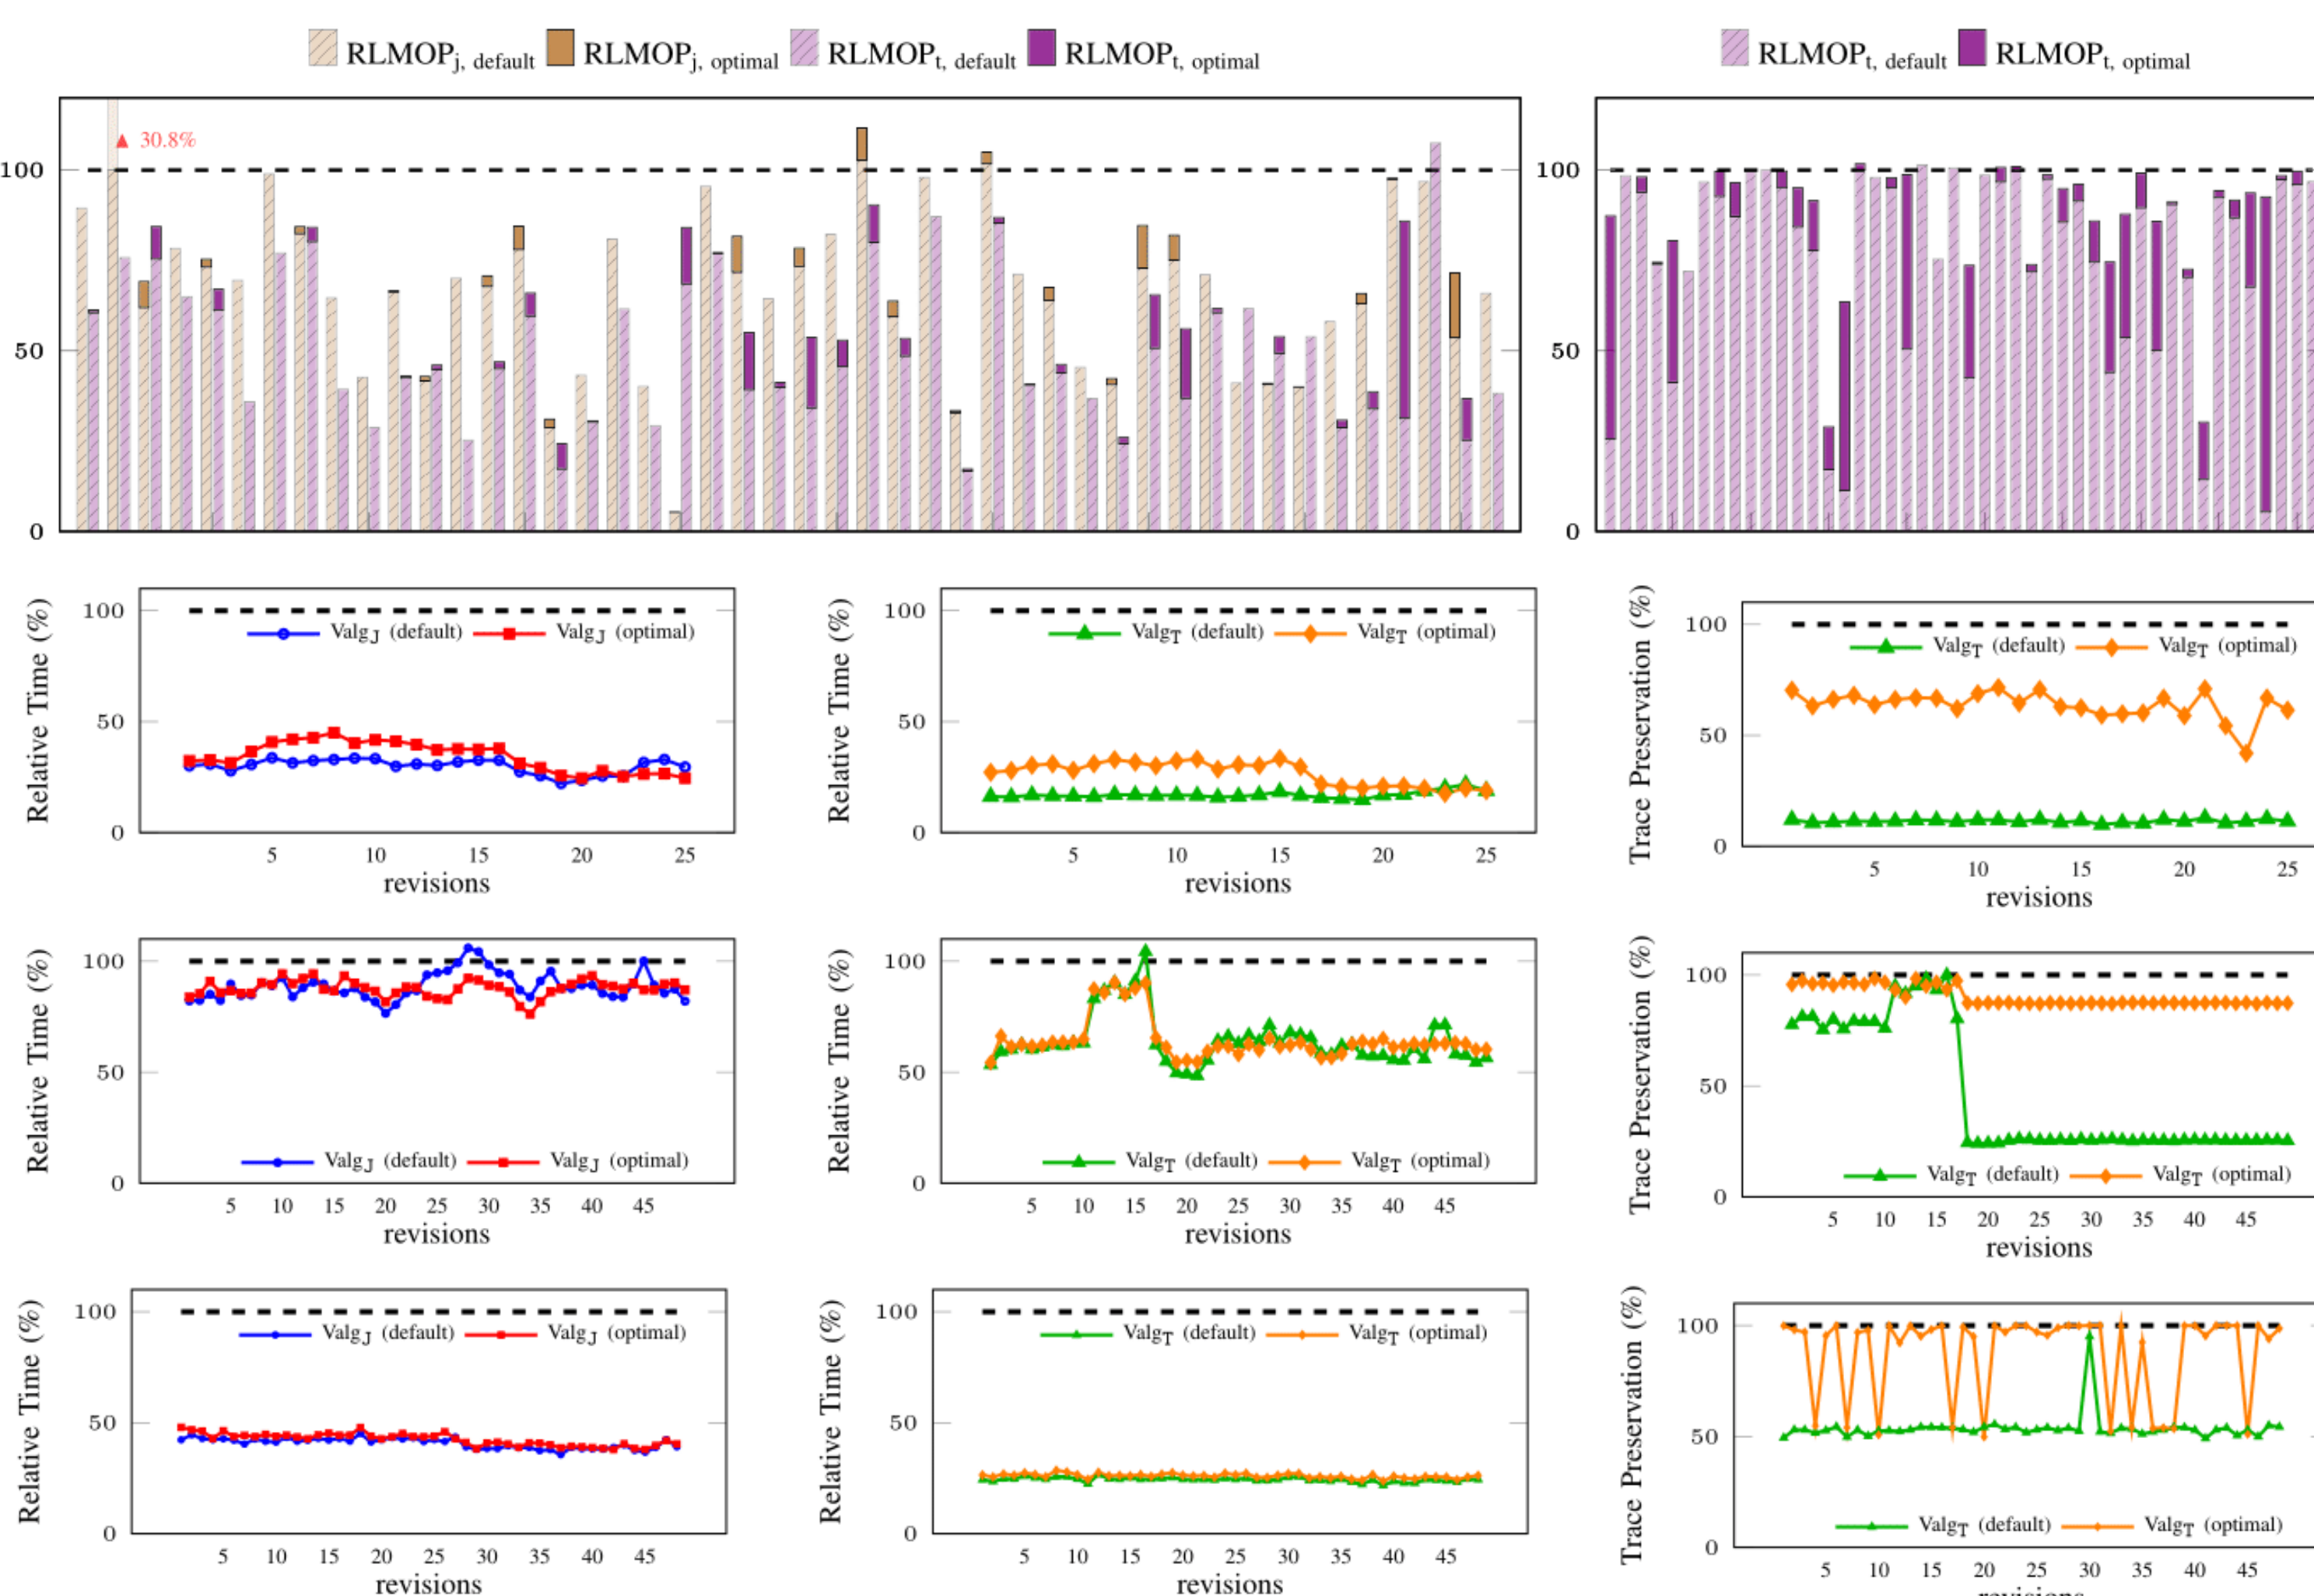 RLMOPj, default RLMOPj, optimal RLMOPt, default RLMOPt, optimal
RLMOPt, default RLMOPt, optimal
▲ 30.8%
100
50
0
100
50
0
Relative Time (%)
100
50
0
ValgJ (default) ValgJ (optimal)
5 10 15 20 25
revisions
Relative Time (%)
100
50
0
ValgT (default) ValgT (optimal)
5 10 15 20 25
revisions
Trace Preservation (%)
100
50
0
ValgT (default) ValgT (optimal)
5 10 15 20 25
revisions
Relative Time (%)
100
50
0
ValgJ (default) ValgJ (optimal)
5 10 15 20 25 30 35 40 45
revisions
Relative Time (%)
100
50
0
ValgT (default) ValgT (optimal)
5 10 15 20 25 30 35 40 45
revisions
Trace Preservation (%)
100
50
0
ValgT (default) ValgT (optimal)
5 10 15 20 25 30 35 40 45
revisions
Relative Time (%)
100
50
0
ValgJ (default) ValgJ (optimal)
5 10 15 20 25 30 35 40 45
revisions
Relative Time (%)
100
50
0
ValgT (default) ValgT (optimal)
5 10 15 20 25 30 35 40 45
revisions
Trace Preservation (%)
100
50
0
ValgT (default) ValgT (optimal)
5 10 15 20 25 30 35 40 45
revisions